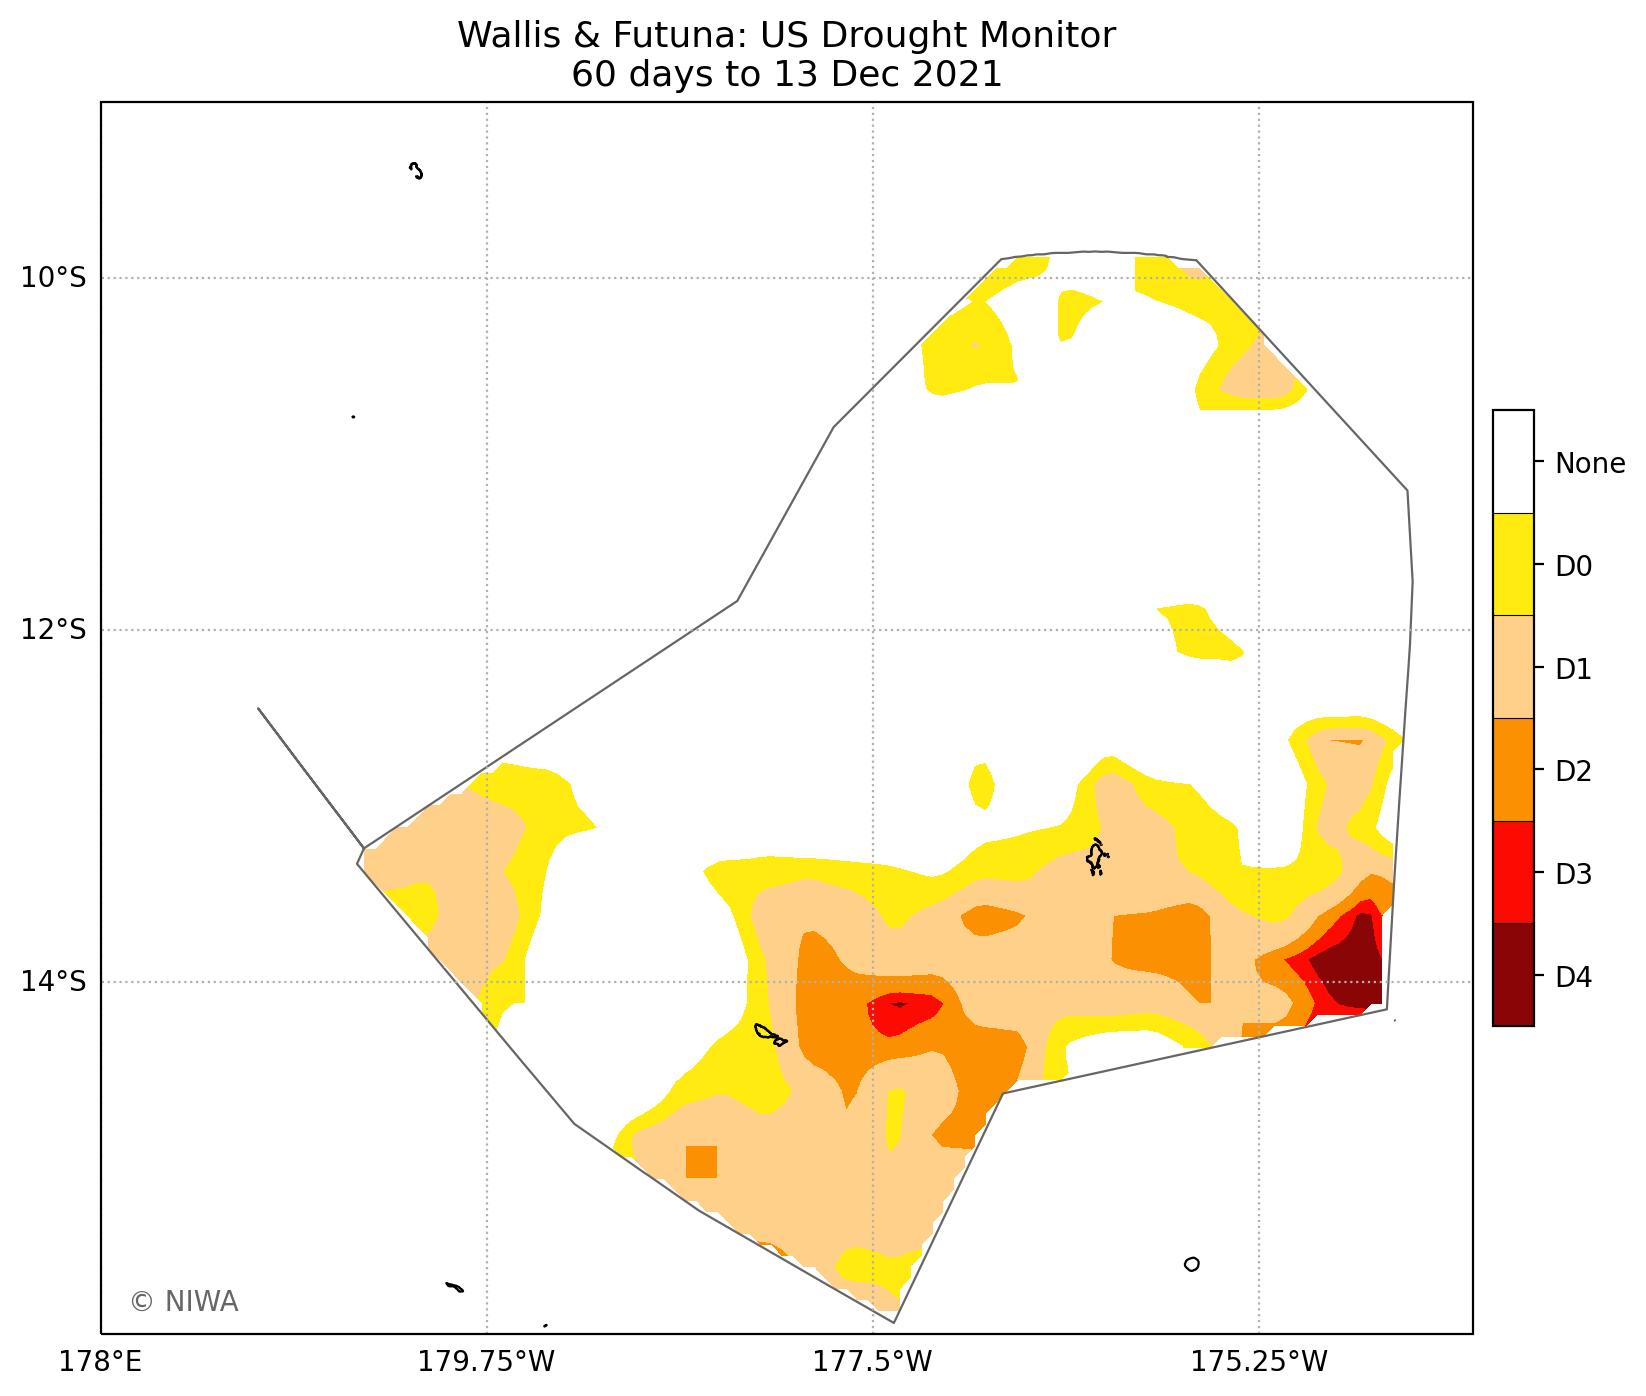 Wallis & Futuna: US Drought Monitor
60 days to 13 Dec 2021
10°S
12°S
14°S
178°E
179.75°W
177.5°W
175.25°W
None
D0
D1
D2
D3
D4
© NIWA